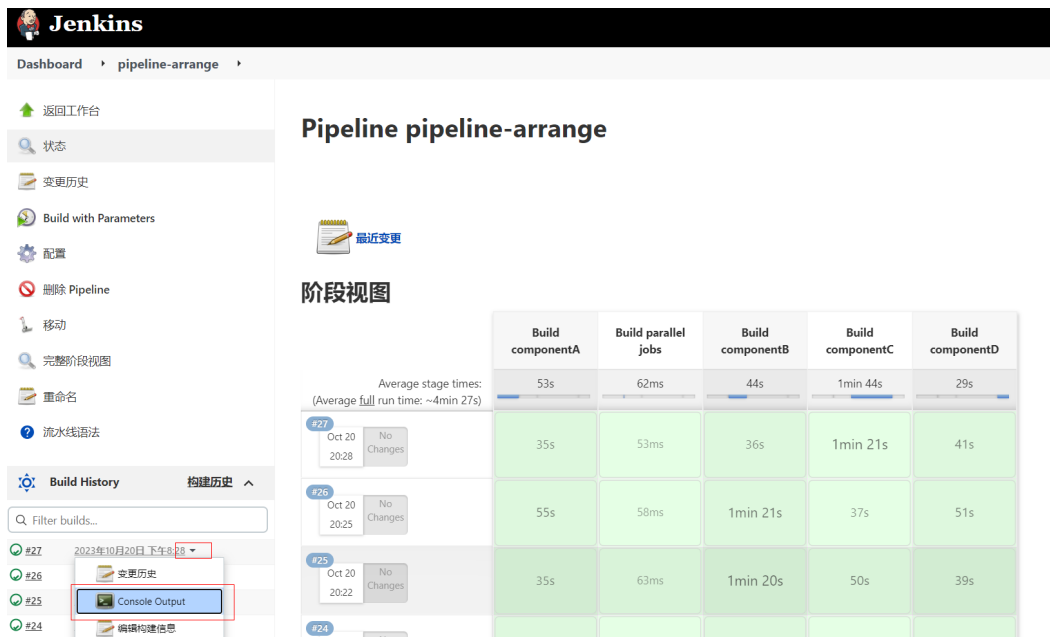 Jenkins
Dashboard
pipeline-arrange
返回工作台
状态
变更历史
Build with Parameters
配置
删除 Pipeline
移动
完整阶段视图
重命名
流水线语法
Build History
构建历史
Filter builds...
#27 2023年10月20日 下午8:28
#26
变更历史
#25
Console Output
#24
编辑构建信息
Pipeline pipeline-arrange
最近变更
阶段视图
Build componentA
Build parallel jobs
Build componentB
Build componentC
Build componentD
Average stage times:
(Average full run time: ~4min 27s)
53s 62ms 44s 1min 44s 29s
#27
Oct 20
20:28
No Changes
35s 53ms 36s 1min 21s 41s
#26
Oct 20
20:25
No Changes
55s 58ms 1min 21s 37s 51s
#25
Oct 20
20:22
No Changes
35s 63ms 1min 20s 50s 39s
#24